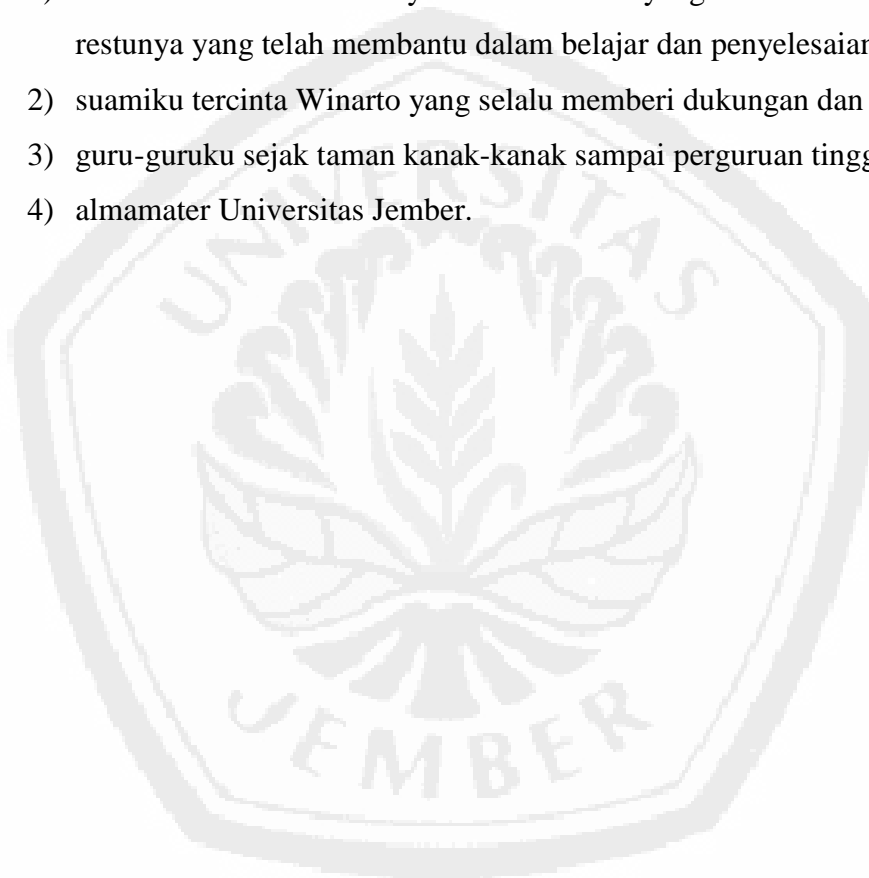 restunya yang telah membantu dalam belajar dan penyelesaian
2) suamiku tercinta Winarto yang selalu memberi dukungan dan
3) guru-guruku sejak taman kanak-kanak sampai perguruan tingg
4) almamater Universitas Jember.
UNIVERSITAS
JEMBER